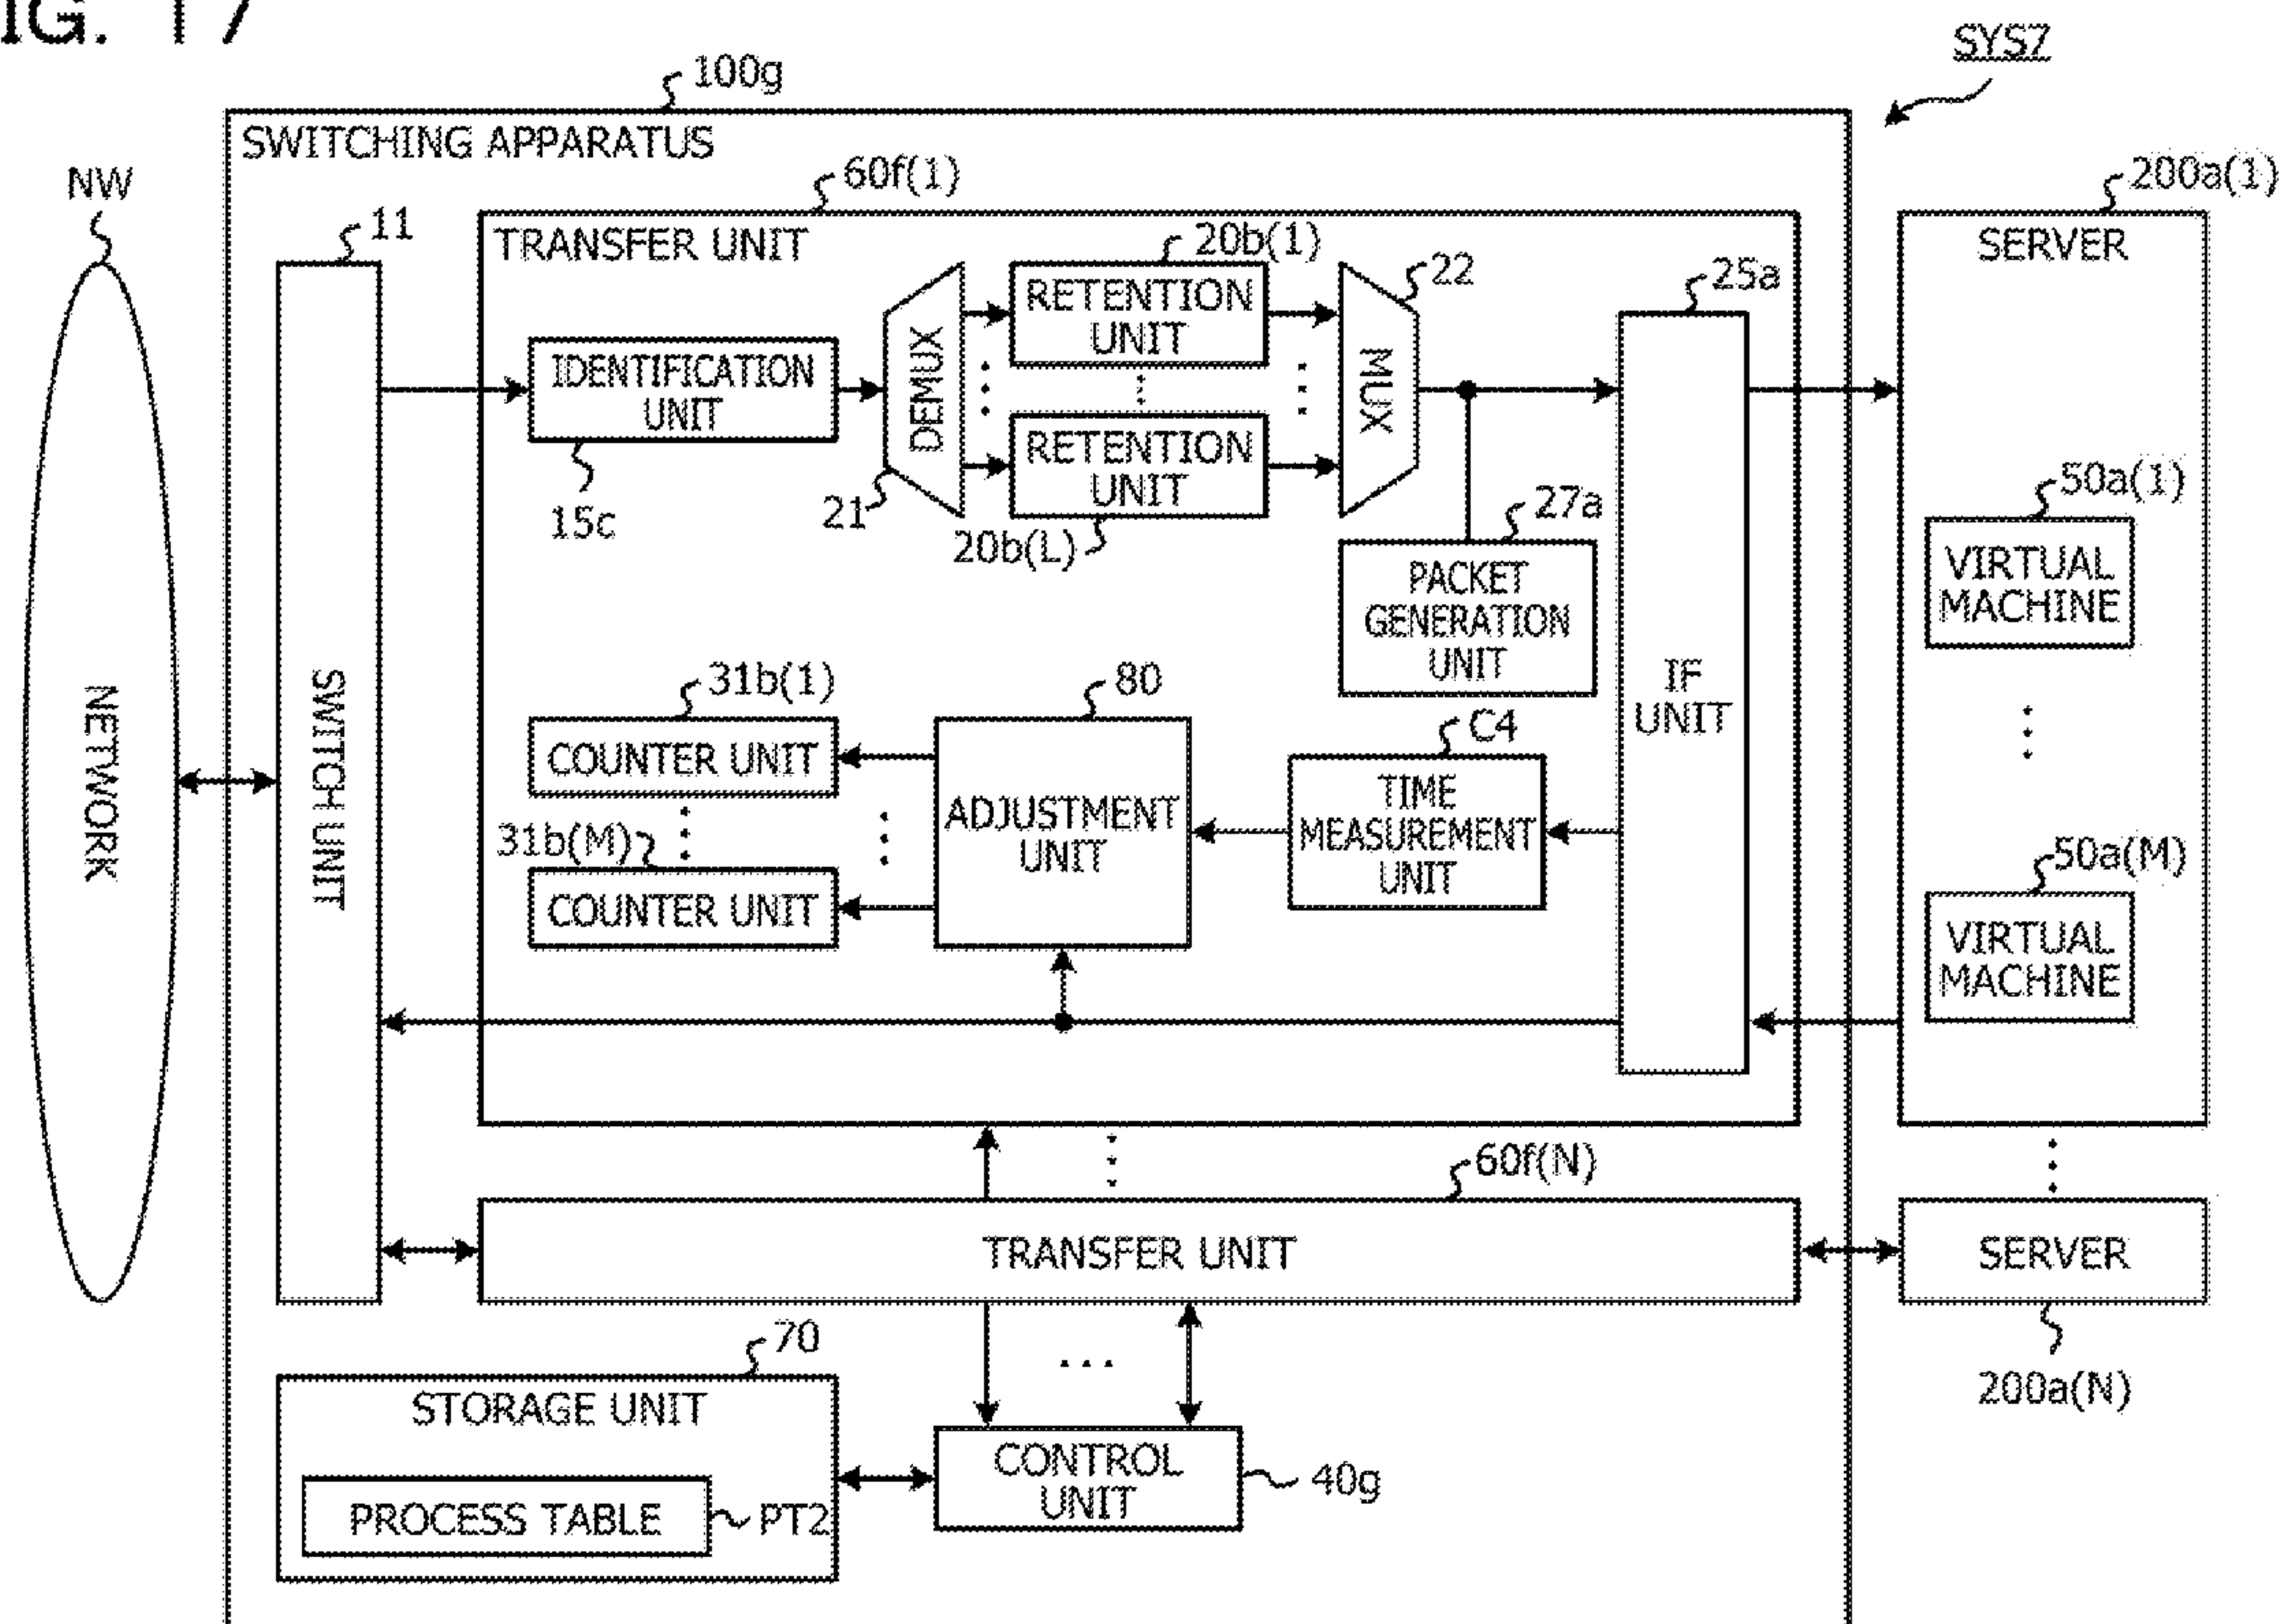 FIG. 17
SYS7
100g
SWITCHING APPARATUS
NW
60f(1)
200a(1)
11
TRANSFER UNIT
20b(1)
22
25a
SERVER
RETENTION
UNIT
IDENTIFICATION
UNIT
DEMUX
MUX
RETENTION
UNIT
15c
21
20b(L)
27a
50a(1)
VIRTUAL
MACHINE
PACKET
GENERATION
UNIT
IF
UNIT
NETWORK
SWITCH UNIT
31b(1)
80
C4
COUNTER UNIT
ADJUSTMENT
UNIT
TIME
MEASUREMENT
UNIT
31b(M)
COUNTER UNIT
50a(M)
VIRTUAL
MACHINE
60f(N)
TRANSFER UNIT
SERVER
200a(N)
70
STORAGE UNIT
PROCESS TABLE
PT2
CONTROL
UNIT
40g